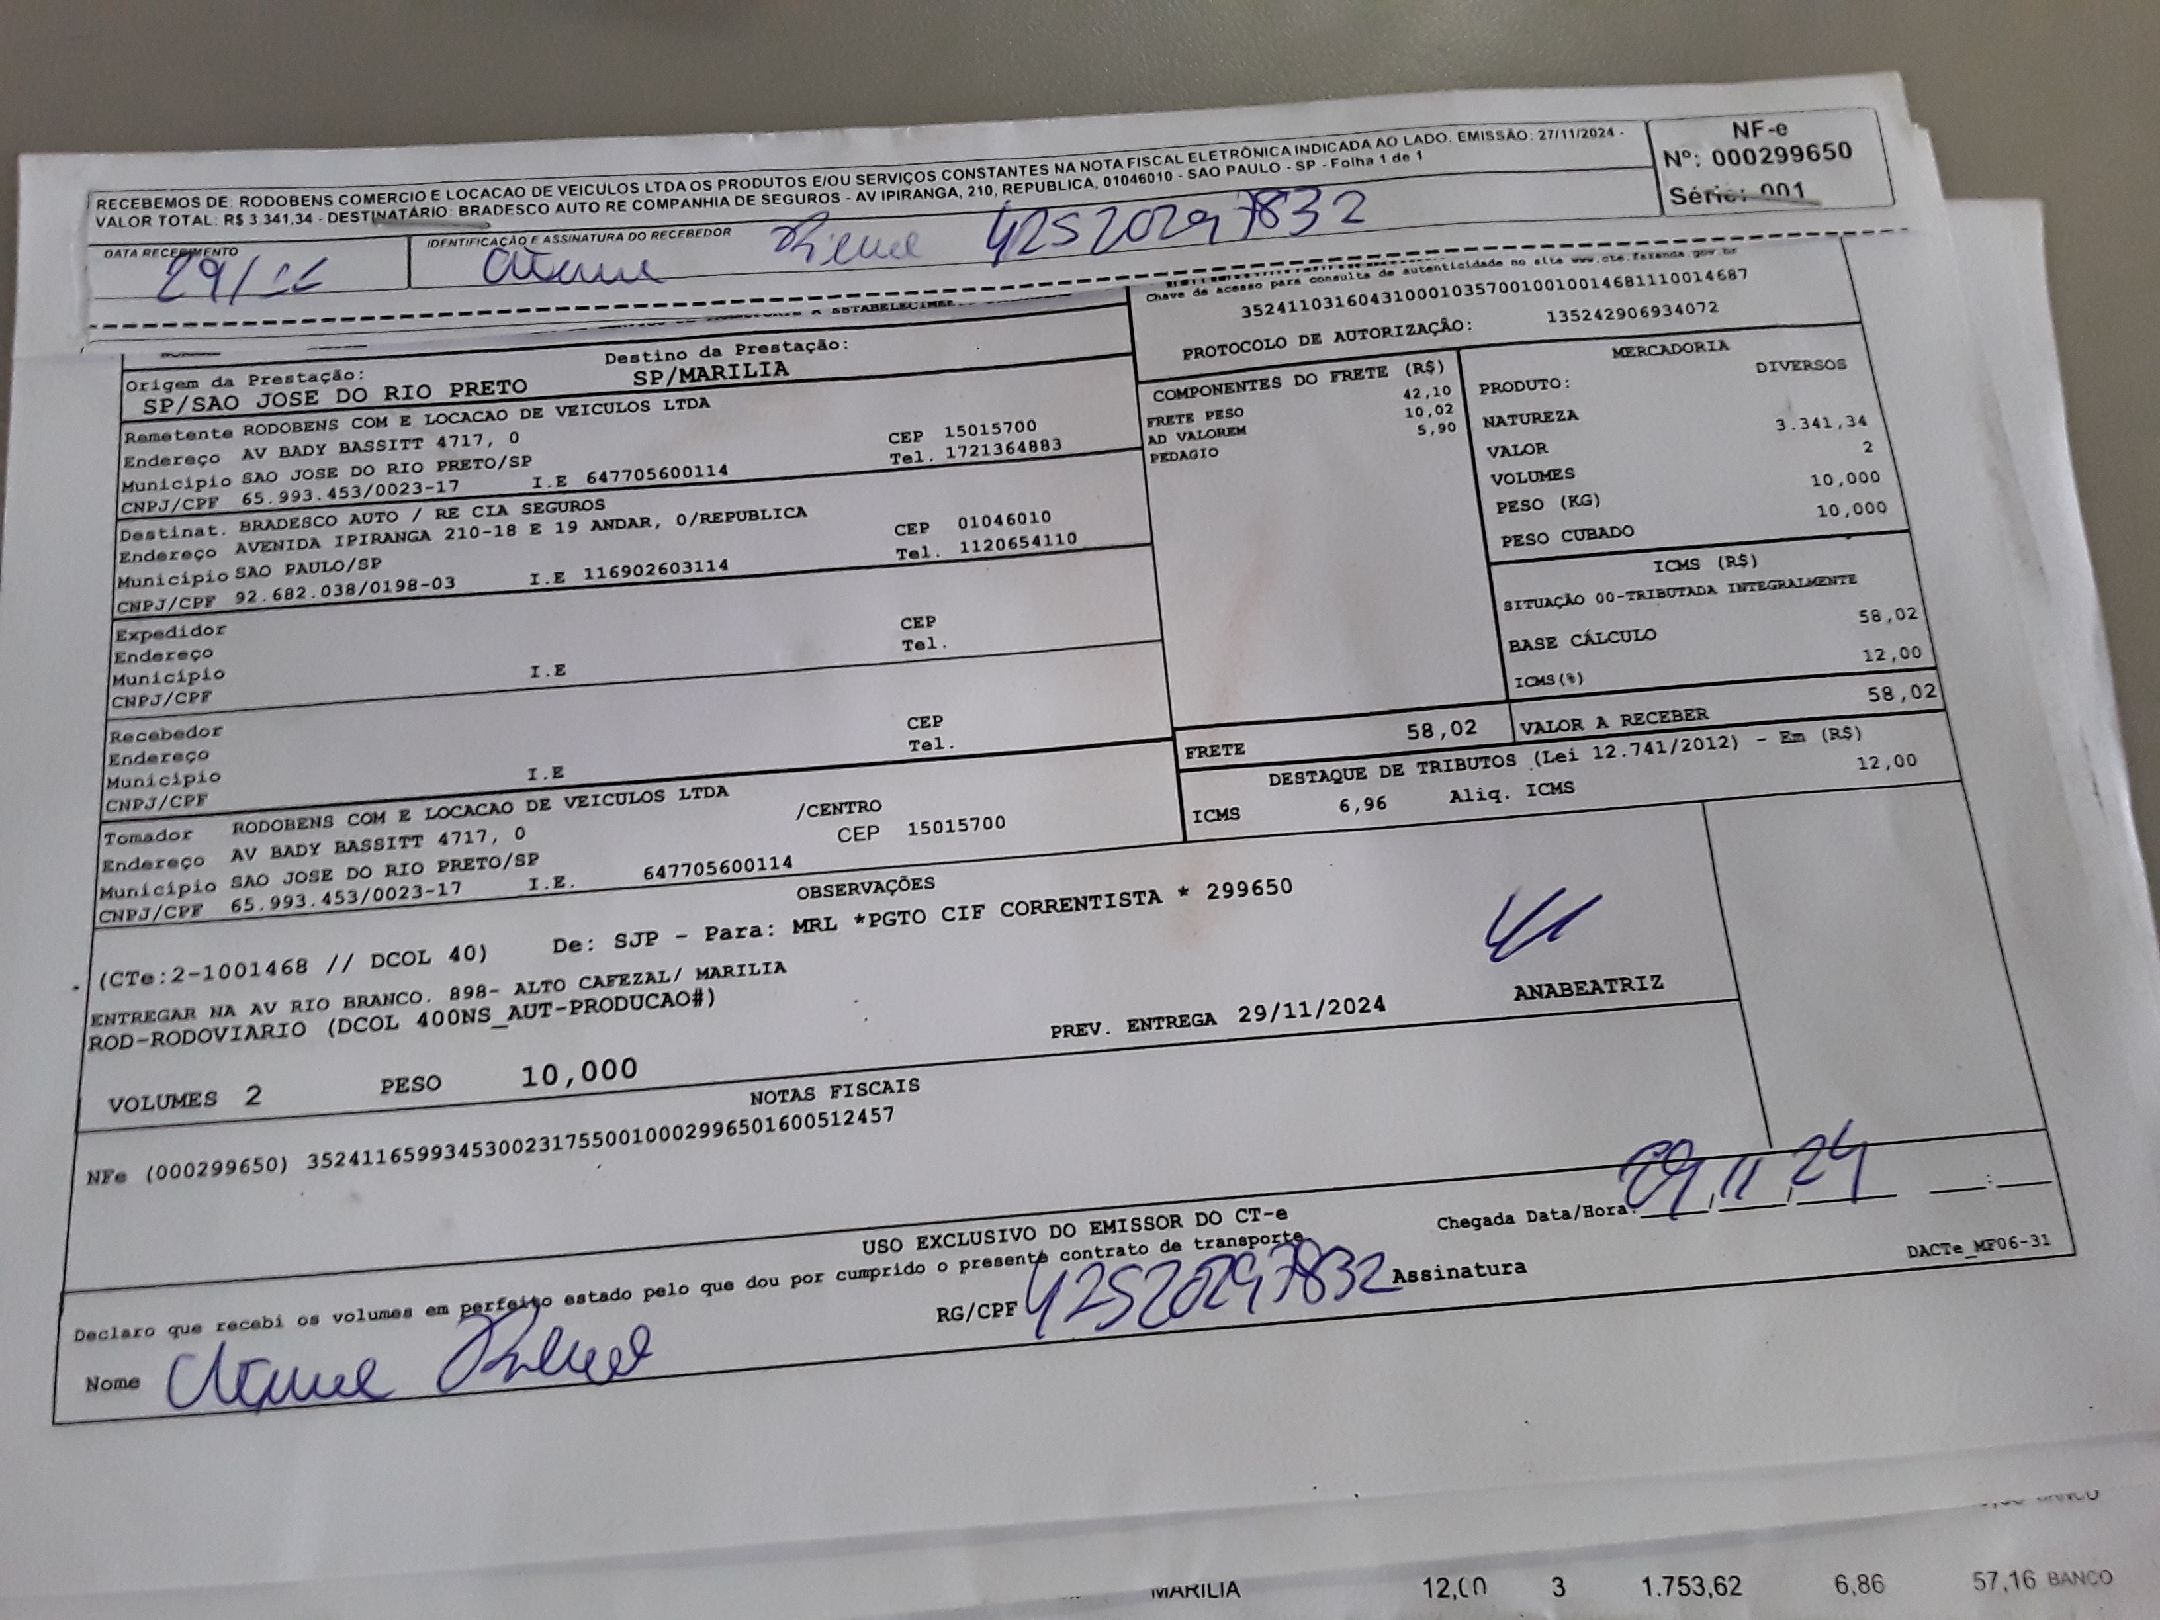 RECEBEMOS DE: RODOBENS COMERCIO E LOCACAO DE VEICULOS LTDA OS PRODUTOS E/OU SERVIÇOS CONSTANTES NA NOTA FISCAL ELETRÔNICA INDICADA AO LADO. EMISSÃO: 27/11/2024 -
VALOR TOTAL: R$ 3.341,34 - DESTINATÁRIO: BRADESCO AUTO RE COMPANHIA DE SEGUROS - AV IPIRANGA, 210, REPUBLICA, 01046010 - SAO PAULO - SP - Folha 1 de 1
NF-e
Nº: 000299650
Série: 001
DATA RECEBIMENTO
29/11
IDENTIFICAÇÃO E ASSINATURA DO RECEBEDOR
42520297832
Chave de acesso para consulta de autenticidade no site www.cte.fazenda.gov.br
35241103160431000103570010010014681110014687
PROTOCOLO DE AUTORIZAÇÃO: 135242906934072
Origem da Prestação:
SP/SAO JOSE DO RIO PRETO
Destino da Prestação:
SP/MARILIA
Remetente RODOBENS COM E LOCACAO DE VEICULOS LTDA
Endereço AV BADY BASSITT 4717, 0 CEP 15015700
Município SAO JOSE DO RIO PRETO/SP Tel. 1721364883
CNPJ/CPF 65.993.453/0023-17 I.E 647705600114
Destinat. BRADESCO AUTO / RE CIA SEGUROS
Endereço AVENIDA IPIRANGA 210-18 E 19 ANDAR, 0/REPUBLICA CEP 01046010
Município SAO PAULO/SP Tel. 1120654110
CNPJ/CPF 92.682.038/0198-03 I.E 116902603114
Expedidor
Endereço CEP
Município Tel.
CNPJ/CPF I.E
Recebedor
Endereço CEP
Município Tel.
CNPJ/CPF I.E
Tomador RODOBENS COM E LOCACAO DE VEICULOS LTDA
Endereço AV BADY BASSITT 4717, 0 /CENTRO
Município SAO JOSE DO RIO PRETO/SP CEP 15015700
CNPJ/CPF 65.993.453/0023-17 I.E. 647705600114
COMPONENTES DO FRETE (R$)
FRETE PESO 42,10
AD VALOREM 10,02
PEDAGIO 5,90
MERCADORIA
PRODUTO: DIVERSOS
NATUREZA
VALOR 3.341,34
VOLUMES 2
PESO (KG) 10,000
PESO CUBADO 10,000
ICMS (R$)
SITUAÇÃO 00-TRIBUTADA INTEGRALMENTE
BASE CÁLCULO 58,02
ICMS(%) 12,00
FRETE 58,02
VALOR A RECEBER 58,02
DESTAQUE DE TRIBUTOS (Lei 12.741/2012) - Em (R$)
ICMS 6,96 Aliq. ICMS 12,00
OBSERVAÇÕES
(CTe:2-1001468 // DCOL 40) De: SJP - Para: MRL *PGTO CIF CORRENTISTA * 299650
ENTREGAR NA AV RIO BRANCO. 898- ALTO CAFEZAL/ MARILIA
ROD-RODOVIARIO (DCOL 400NS_AUT-PRODUCAO#)
PREV. ENTREGA 29/11/2024 ANABEATRIZ
VOLUMES 2 PESO 10,000
NOTAS FISCAIS
NFe (000299650) 35241165993453002317550010002996501600512457
USO EXCLUSIVO DO EMISSOR DO CT-e
Chegada Data/Hora: 29/11/24
Declaro que recebi os volumes em perfeito estado pelo que dou por cumprido o presente contrato de transporte.
DACTe_MF06-31
Nome
RG/CPF 42520297832 Assinatura
BANCO
MARILIA 12,00 3 1.753,62 6,86 57,16 BANCO